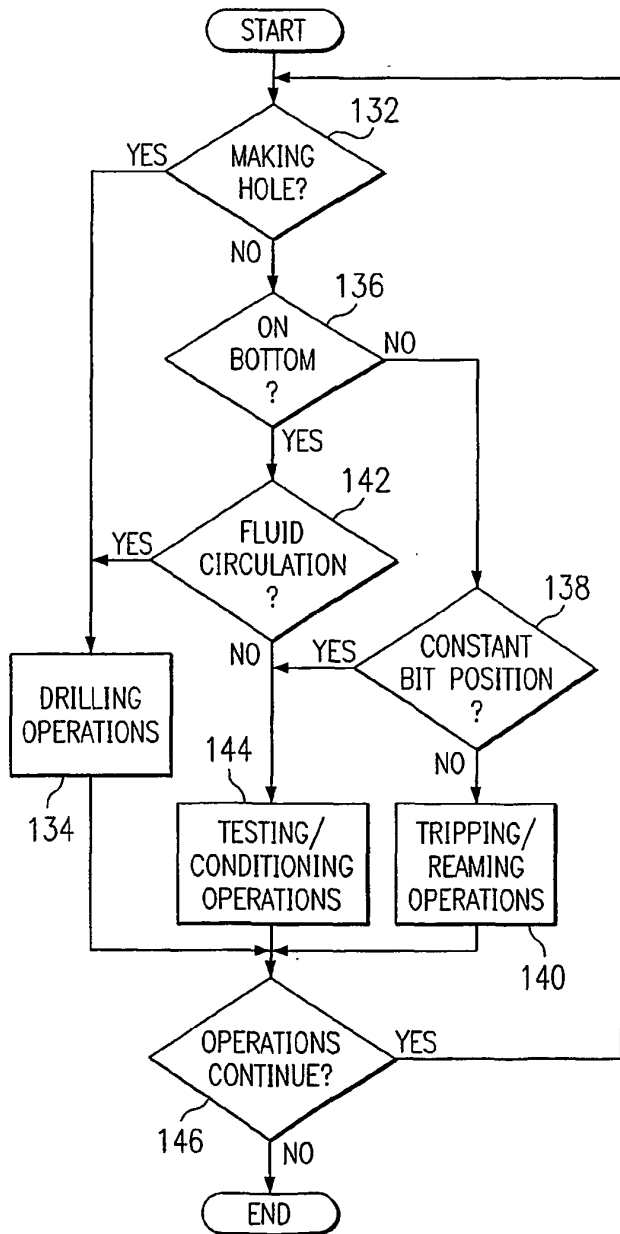 START
132
YES
MAKING
HOLE?
NO
136
ON
BOTTOM
?
NO
YES
142
YES
FLUID
CIRCULATION
?
NO
138
YES
CONSTANT
BIT POSITION
?
NO
DRILLING
OPERATIONS
134
144
TESTING/
CONDITIONING
OPERATIONS
TRIPPING/
REAMING
OPERATIONS
140
OPERATIONS
CONTINUE?
YES
146
NO
END